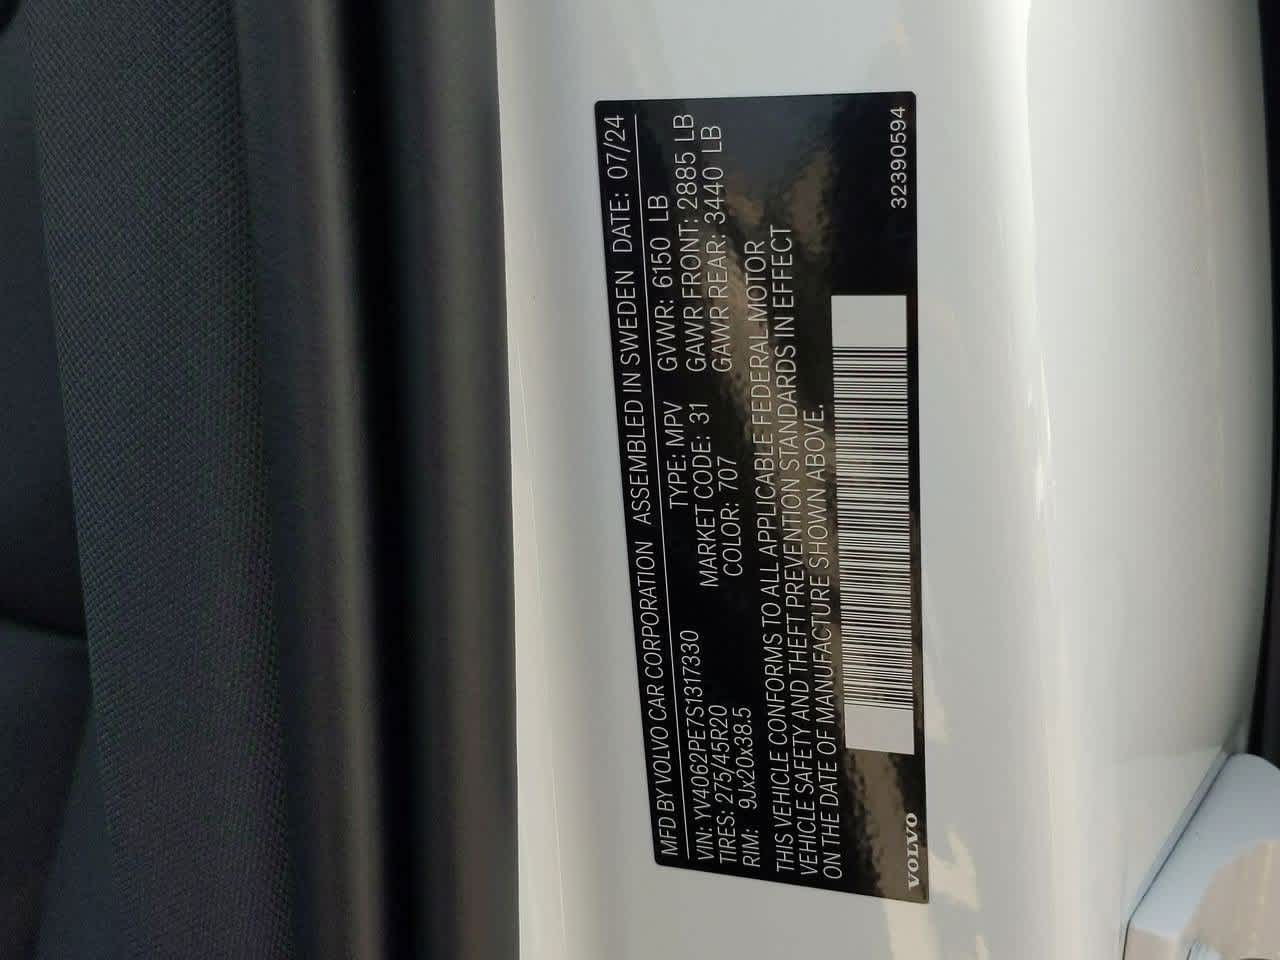 MFD BY VOLVO CAR CORPORATION ASSEMBLED IN SWEDEN DATE: 07/24
VIN: YV4062PE7S1317330 TYPE: MPV GVWR: 6150 LB
TIRES: 275/45R20 MARKET CODE: 31 GAWR FRONT: 2885 LB
RIM: 9Jx20x38.5 COLOR: 707 GAWR REAR: 3440 LB
THIS VEHICLE CONFORMS TO ALL APPLICABLE FEDERAL MOTOR
VEHICLE SAFETY AND THEFT PREVENTION STANDARDS IN EFFECT
ON THE DATE OF MANUFACTURE SHOWN ABOVE.
VOLVO 32390594